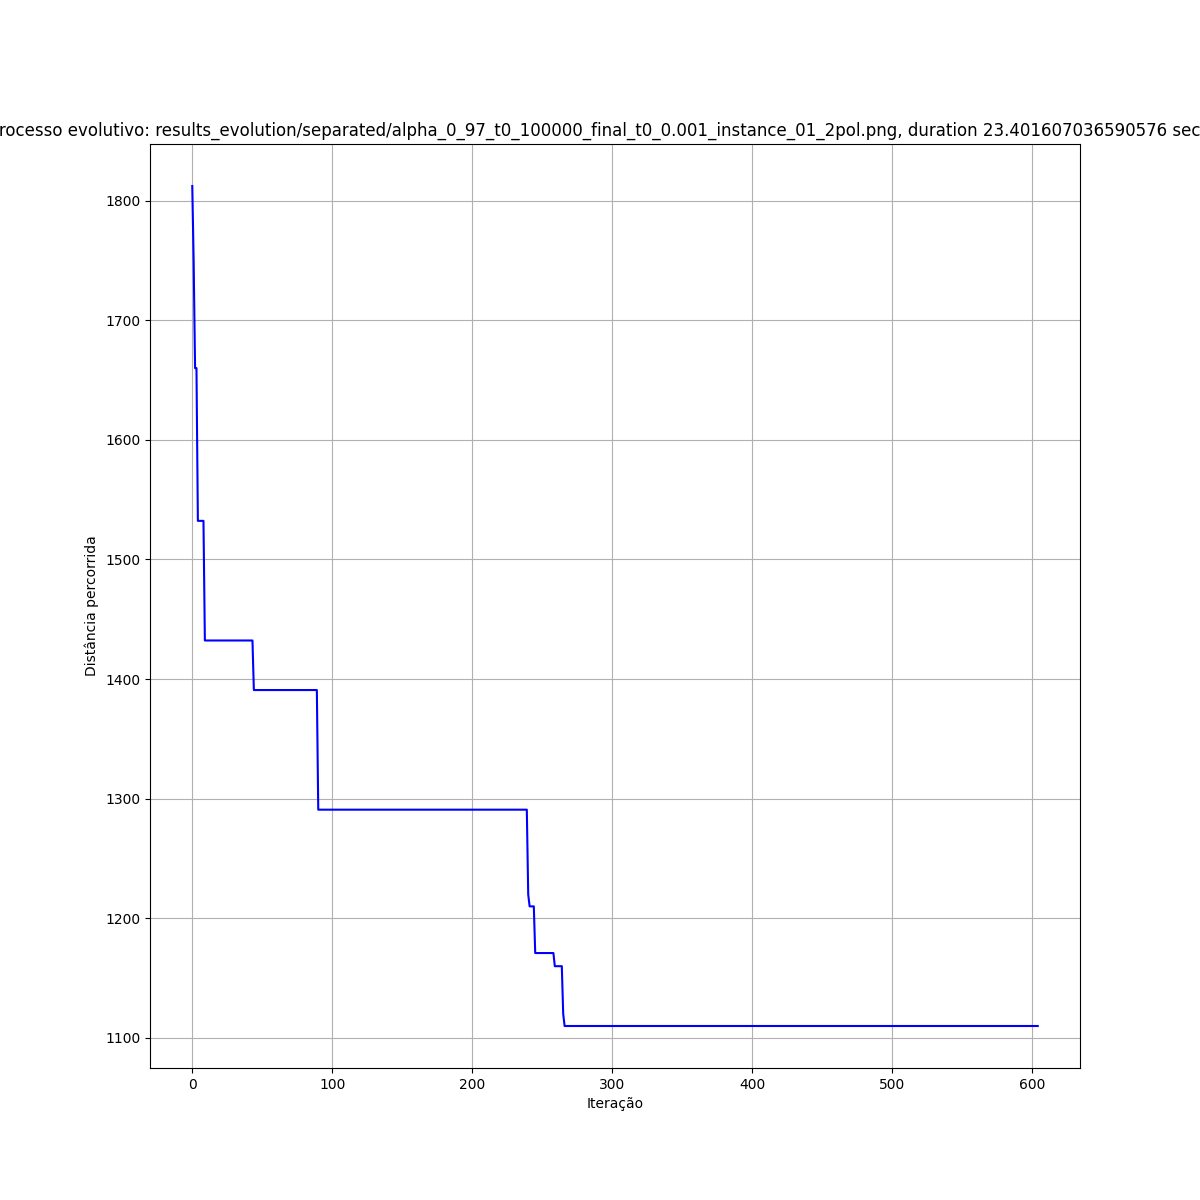 rocesso evolutivo: results_evolution/separated/alpha_0_97_t0_100000_final_t0_0.001_instance_01_2pol.png, duration 23.401607036590576 sec
1800
1700
1600
1500
1400
1300
1200
1100
Distância percorrida
0 100 200 300 400 500 600
Iteração